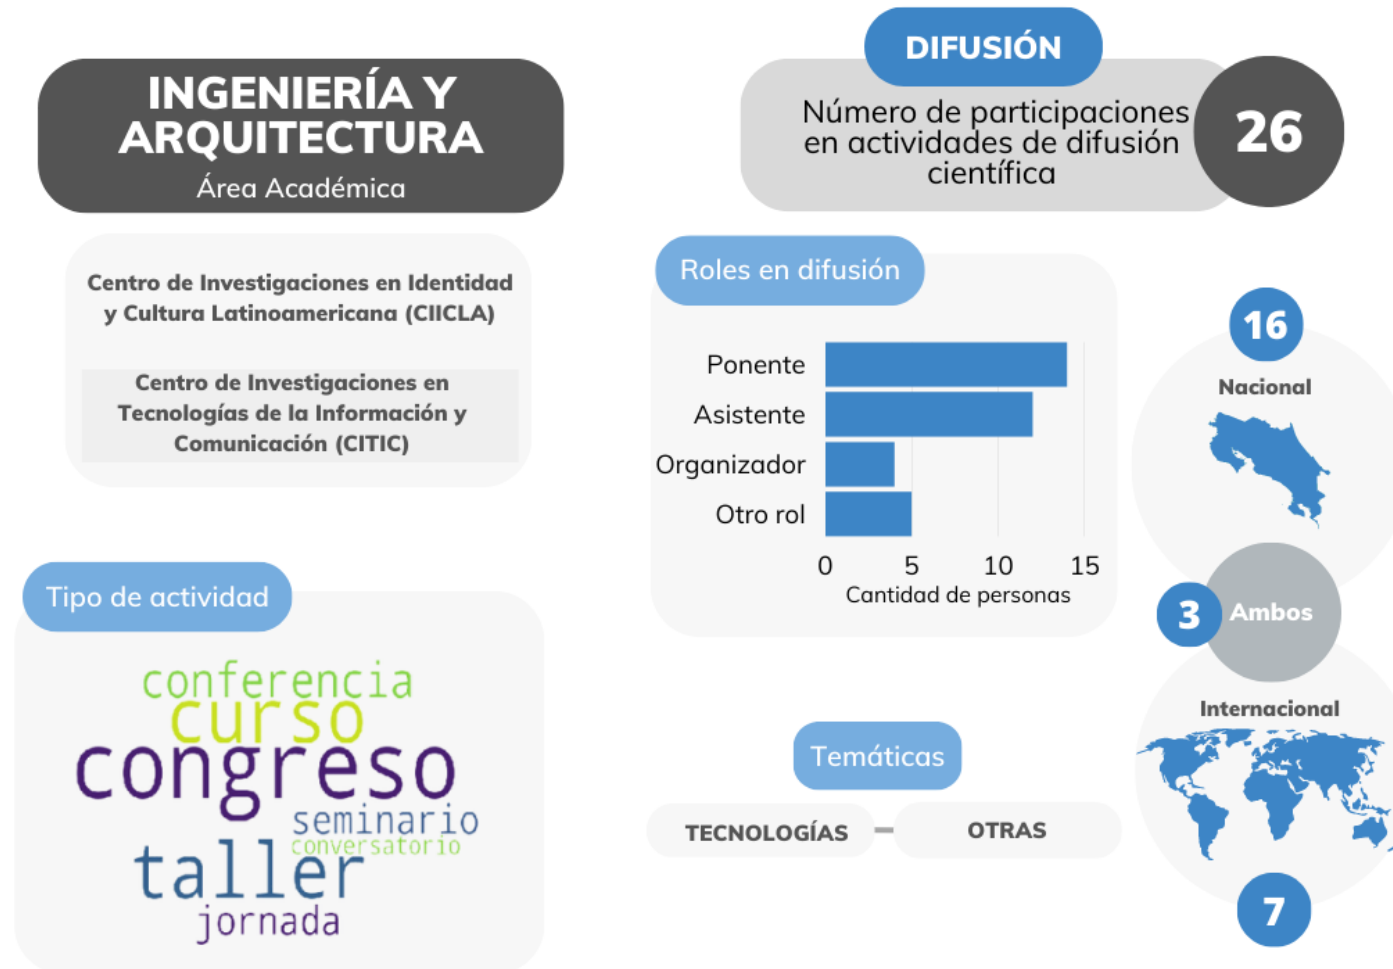 INGENIERÍA Y
ARQUITECTURA
Área Académica
Centro de Investigaciones en Identidad
y Cultura Latinoamericana (CIICLA)
Centro de Investigaciones en
Tecnologías de la Información y
Comunicación (CITIC)
Tipo de actividad
conferencia
curso
congreso
seminario
conversatorio
taller
jornada
DIFUSIÓN
Número de participaciones
en actividades de difusión
científica
26
Roles en difusión
Ponente
Asistente
Organizador
Otro rol
0 5 10 15
Cantidad de personas
Temáticas
TECNOLOGÍAS
OTRAS
16
Nacional
3
Ambos
Internacional
7